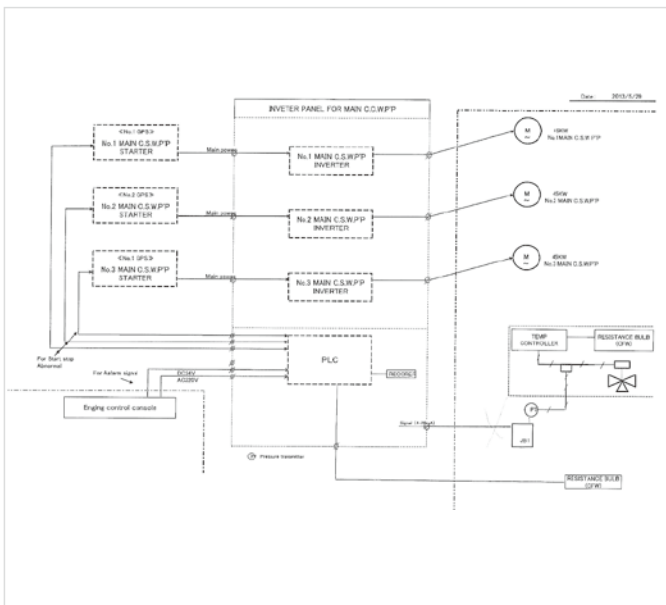 Date: 2013/5/29
INVETER PANEL FOR MAIN C.C.W.P'P
<No.1 GPS>
No.1 MAIN C.S.W.P'P
STARTER
Main power
No.1 MAIN C.S.W.P'P
INVERTER
M
No.1 MAIN C.S.W.P'P
<No.2 GPS>
No.2 MAIN C.S.W.P'P
STARTER
Main power
No.2 MAIN C.S.W.P'P
INVERTER
M
45KW
No.2 MAIN C.S.W.P'P
<No.1 GPS>
No.3 MAIN C.S.W.P'P
STARTER
Main power
No.3 MAIN C.S.W.P'P
INVERTER
M
45KW
No.3 MAIN C.S.W.P'P
TEMP
CONTROLLER
RESISTANCE BULB
(CFW)
For Start stop
Abnormal
PLC
For Aalarm signa
DC24V
AC220V
Enging control console
JB1
Pressure transmitter
RESISTANCE BULB
(CFW)